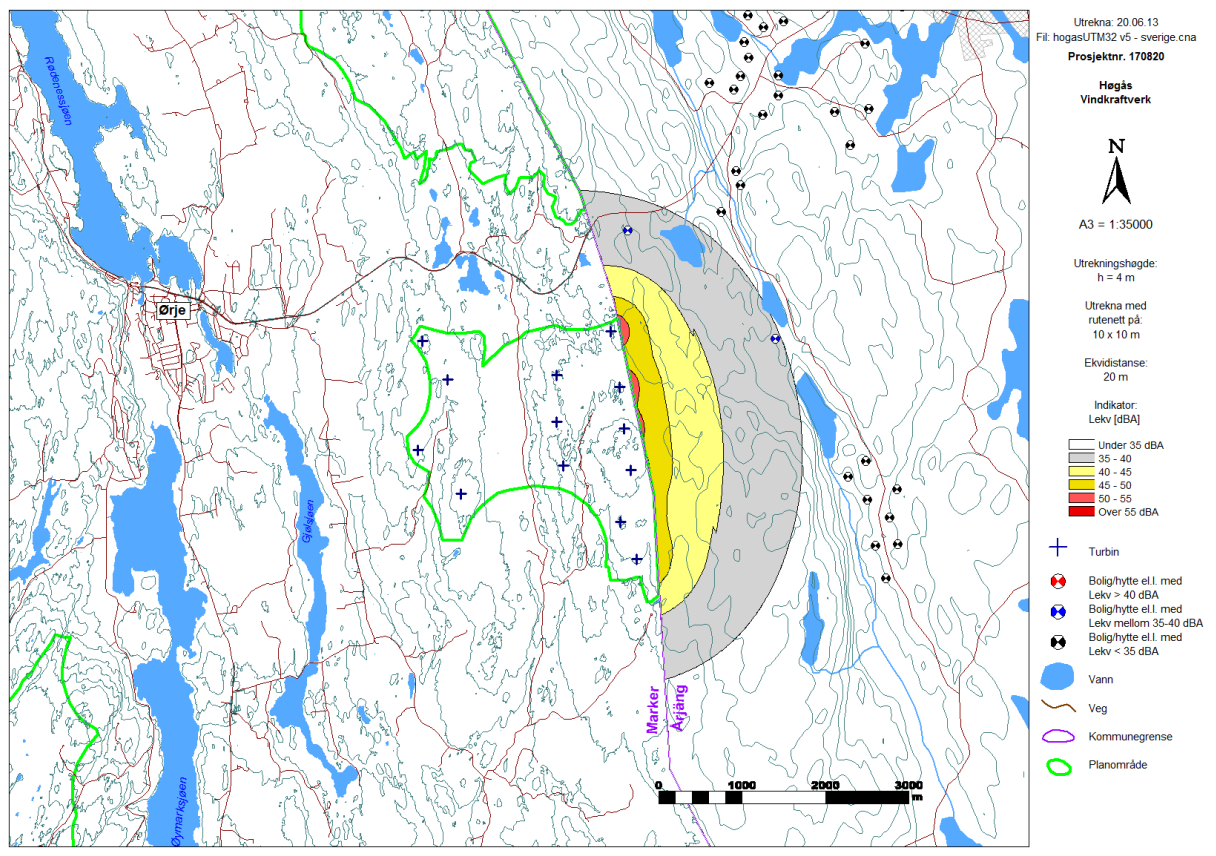 Utrekna: 20.06.13
Fil: hogasUTM32 v5 - sverige.cna
Prosjektnr. 170820
Høgås
Vindkraftverk
N
A3 = 1:35000
Utrekningshøgde:
h = 4 m
Utrekna med
rutenett på:
10 x 10 m
Ekvidistanse:
20 m
Indikator:
Lekv [dBA]
Under 35 dBA
35 - 40
40 - 45
45 - 50
50 - 55
Over 55 dBA
Turbin
Bolig/hytte el.l. med
Lekv > 40 dBA
Bolig/hytte el.l. med
Lekv mellom 35-40 dBA
Bolig/hytte el.l. med
Lekv < 35 dBA
Vann
Veg
Kommunegrense
Planområde
Rødenessjøen
Ørje
Gjølsjøen
Øymarksjøen
Marker
Årjäng
0 1000 2000 3000
m